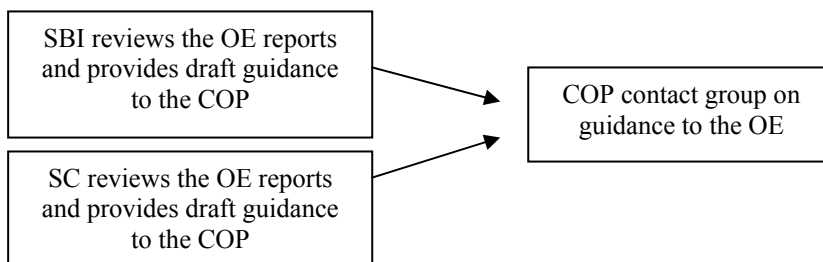 SBI reviews the OE reports
and provides draft guidance
to the COP
COP contact group on
guidance to the OE
SC reviews the OE reports
and provides draft guidance
to the COP